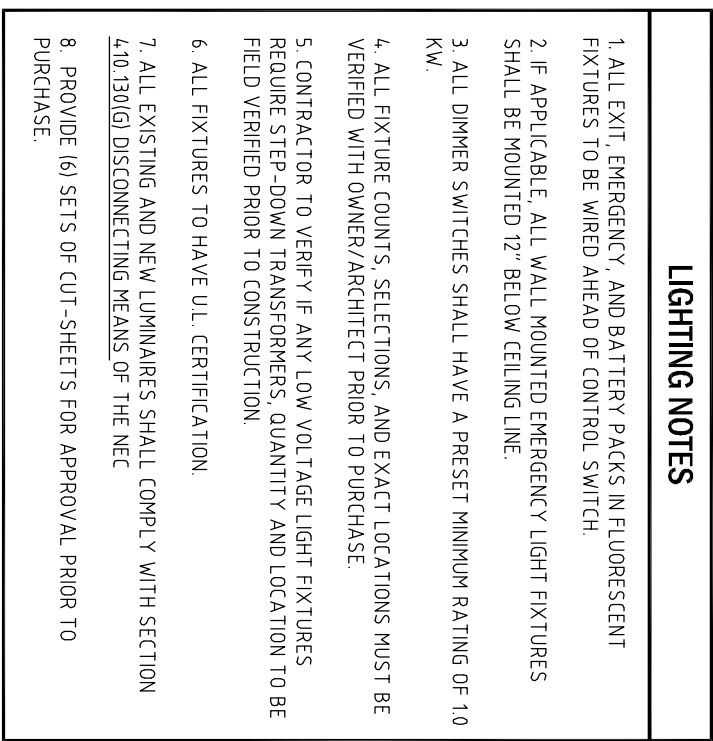 LIGHTING NOTES
1. ALL EXIT, EMERGENCY, AND BATTERY PACKS IN FLUORESCENT
FIXTURES TO BE WIRED AHEAD OF CONTROL SWITCH.
2. IF APPLICABLE, ALL WALL MOUNTED EMERGENCY LIGHT FIXTURES
SHALL BE MOUNTED 12" BELOW CEILING LINE.
3. ALL DIMMER SWITCHES SHALL HAVE A PRESET MINIMUM RATING OF 1.0
KW.
4. ALL FIXTURE COUNTS, SELECTIONS, AND EXACT LOCATIONS MUST BE
VERIFIED WITH OWNER/ARCHITECT PRIOR TO PURCHASE.
5. CONTRACTOR TO VERIFY IF ANY LOW VOLTAGE LIGHT FIXTURES
REQUIRE STEP-DOWN TRANSFORMERS, QUANTITY AND LOCATION TO BE
FIELD VERIFIED PRIOR TO CONSTRUCTION.
6. ALL FIXTURES TO HAVE U.L. CERTIFICATION.
7. ALL EXISTING AND NEW LUMINAIRES SHALL COMPLY WITH SECTION
410.130(G) DISCONNECTING MEANS OF THE NEC
8. PROVIDE (6) SETS OF CUT-SHEETS FOR APPROVAL PRIOR TO
PURCHASE.